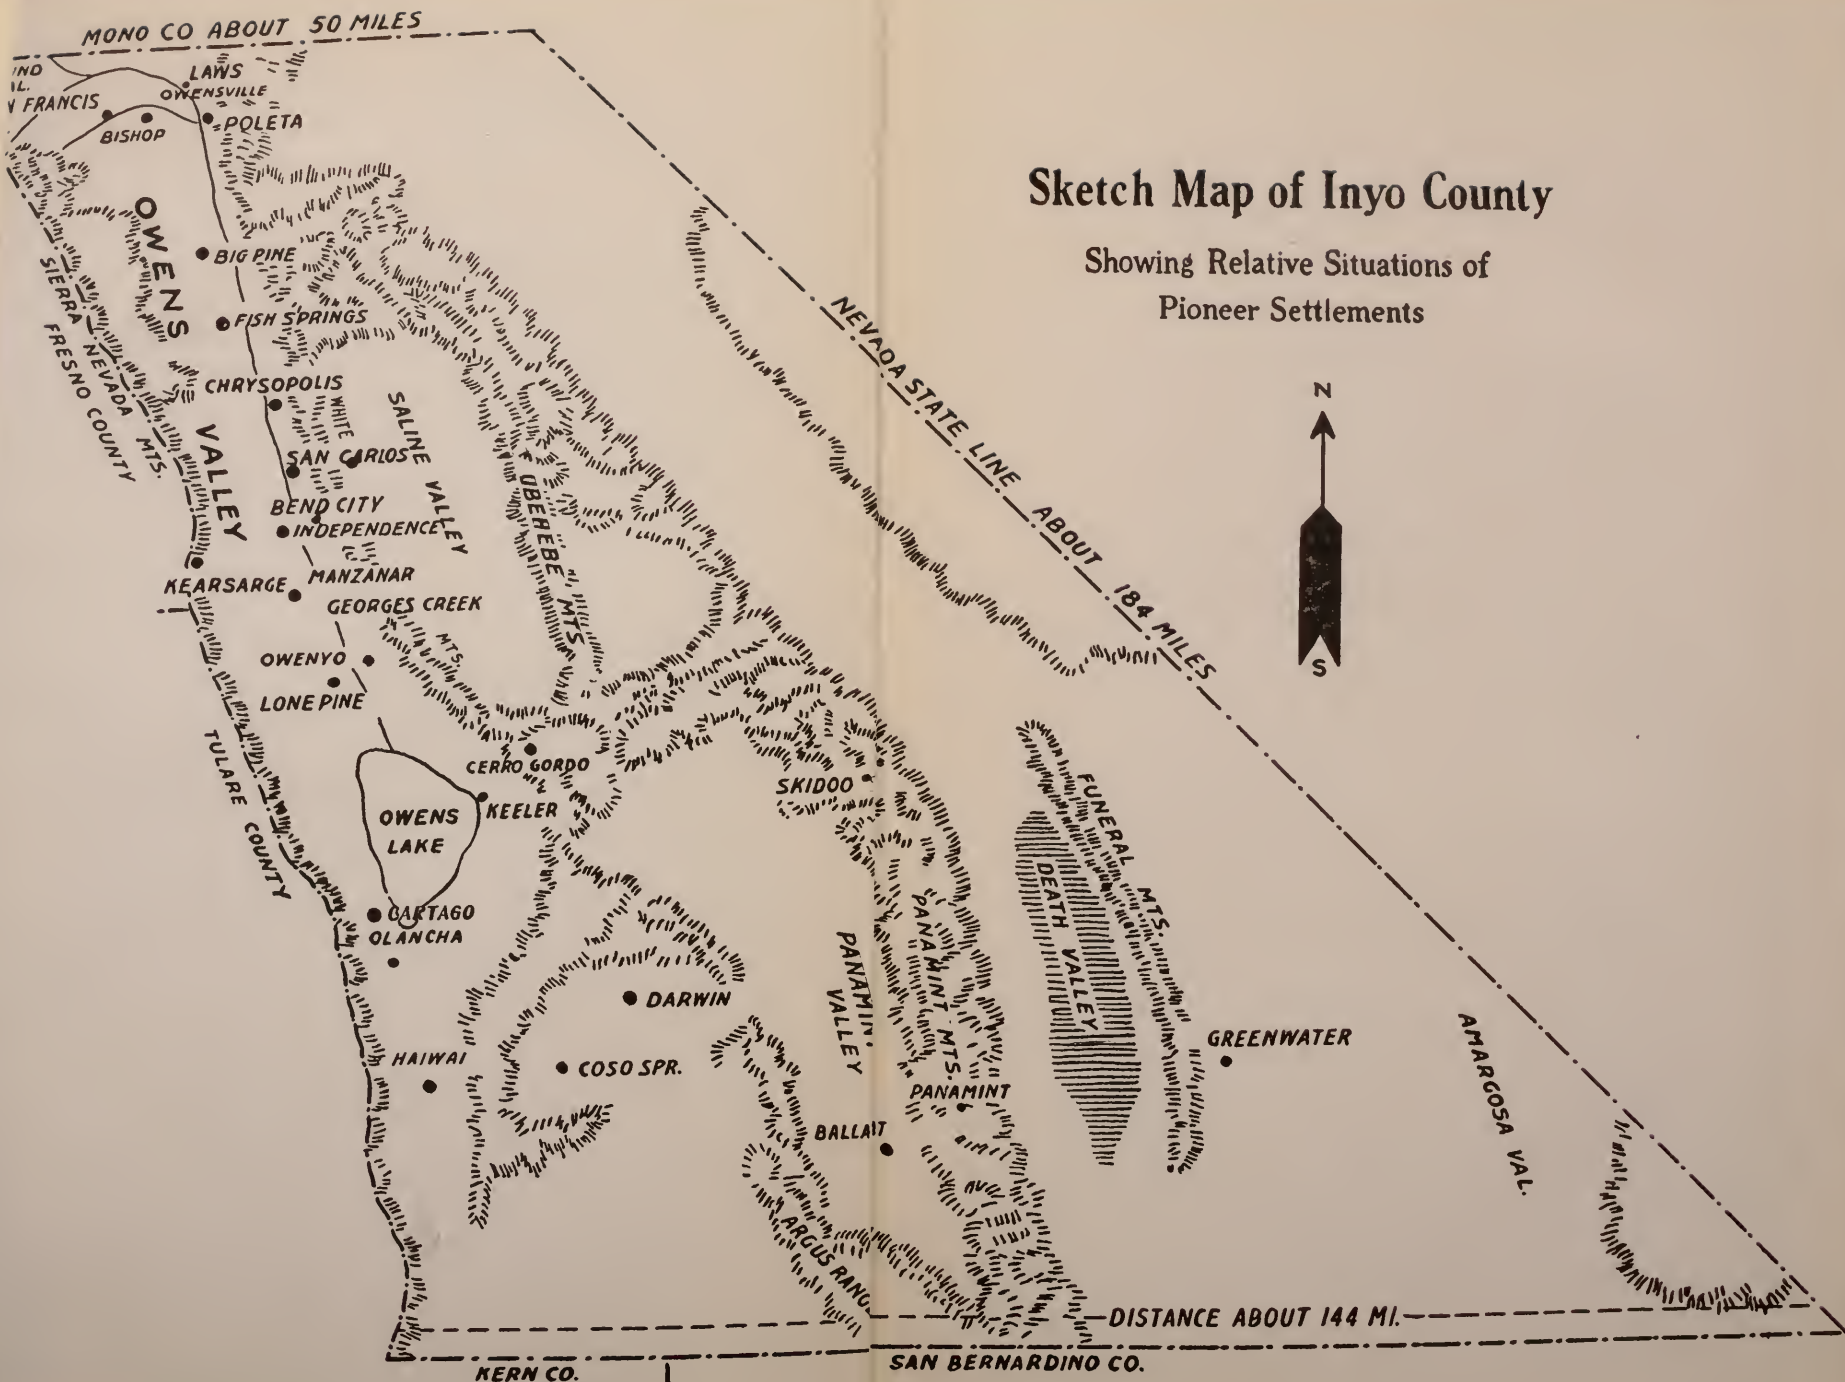 MONO CO ABOUT 50 MILES
LAWS
OWENSVILLE
FRANCIS
BISHOP
POLETA
Sketch Map of Inyo County
Showing Relative Situations of
Pioneer Settlements
N
S
OWENS VALLEY
BIG PINE
FISH SPRINGS
SIERRA NEVADA MTS.
FRESNO COUNTY
CHRYSOPOLIS
WHITE
MTS.
SALINE VALLEY
SAN CARLOS
BEND CITY
INDEPENDENCE
UBEHEBE MTS.
NEVADA STATE LINE ABOUT 184 MILES
KEARSARGE
MANZANAR
GEORGES CREEK
OWENYO
LONE PINE
TULARE COUNTY
CERRO GORDO
KEELER
OWENS
LAKE
SKIDOO
FUNERAL MTS.
DEATH VALLEY
CARTAGO
OLANCHA
PANAMINT MTS.
VALLEY
DARWIN
HAIWAI
COSO SPR.
GREENWATER
AMARGOSA VAL.
PANAMINT
BALLAIT
ARGUS
DISTANCE ABOUT 144 MI.
KERN CO.
SAN BERNARDINO CO.